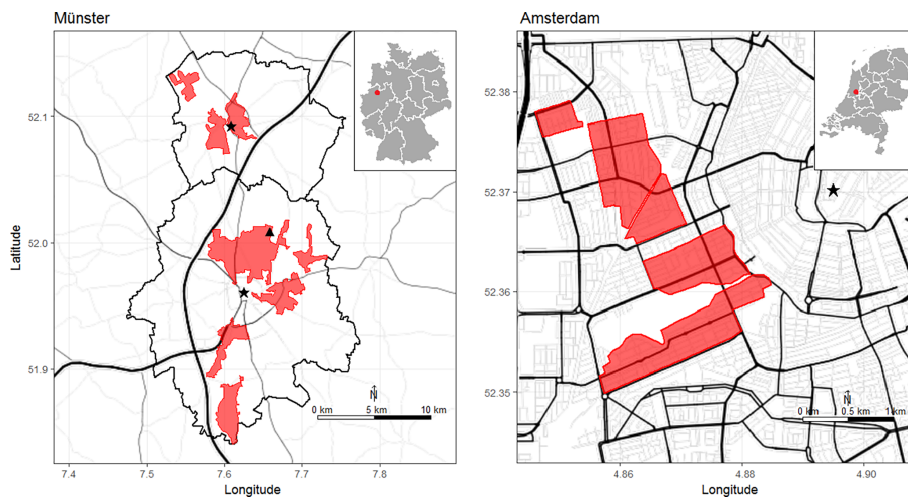 Münster
52.1
52.0
51.9
Latitude
7.4
7.5
7.6
7.7
7.8
Longitude
N
0 km
5 km
10 km
Amsterdam
52.38
52.37
52.36
52.35
4.86
4.88
4.90
Longitude
N
0 km
0.5 km
1 km